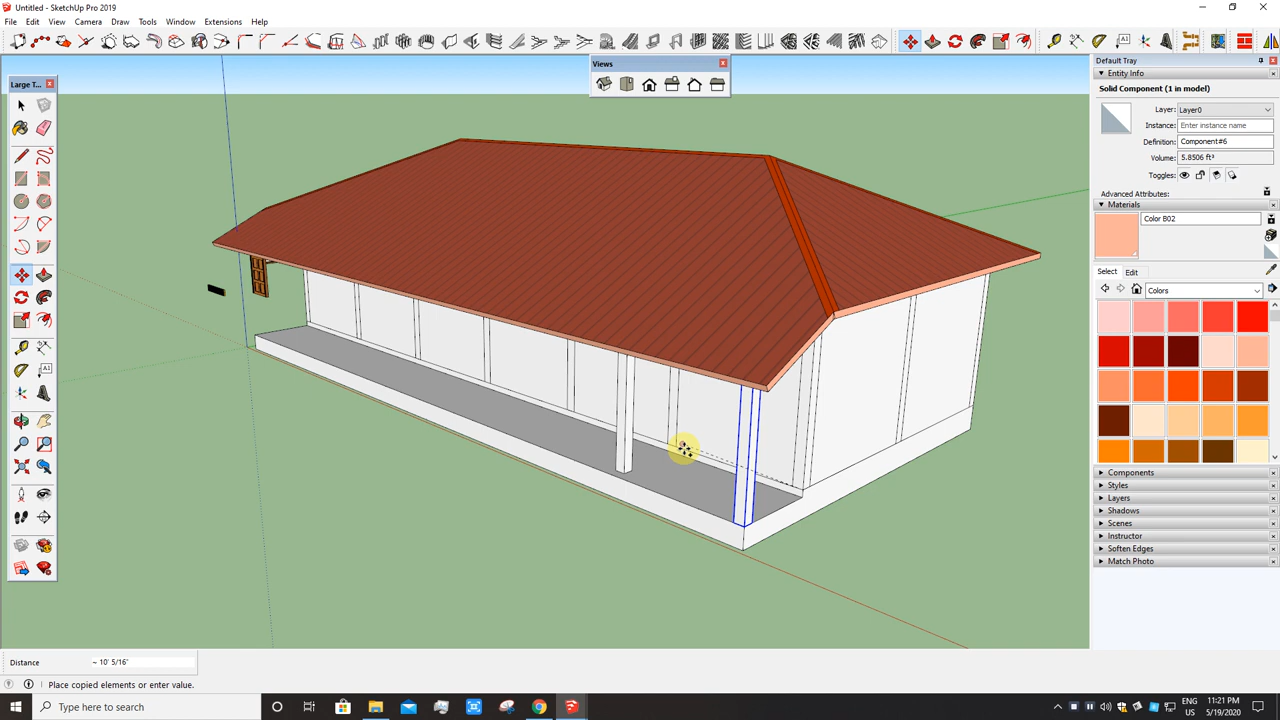 Untitled - SketchUp Pro 2019
File Edit View Camera Draw Tools Window Extensions Help
Views
Large T...
Default Tray
Entity Info
Solid Component (1 in model)
Layer: Layer0
Instance: Enter instance name
Definition: Component#6
Volume: 5.8506 ft³
Toggles:
Advanced Attributes:
Materials
Color B02
Select Edit
Colors
Components
Styles
Layers
Shadows
Scenes
Instructor
Soften Edges
Match Photo
Distance ~ 10' 5/16"
Place copied elements or enter value.
Type here to search
ENG 11:21 PM
US 5/19/2020